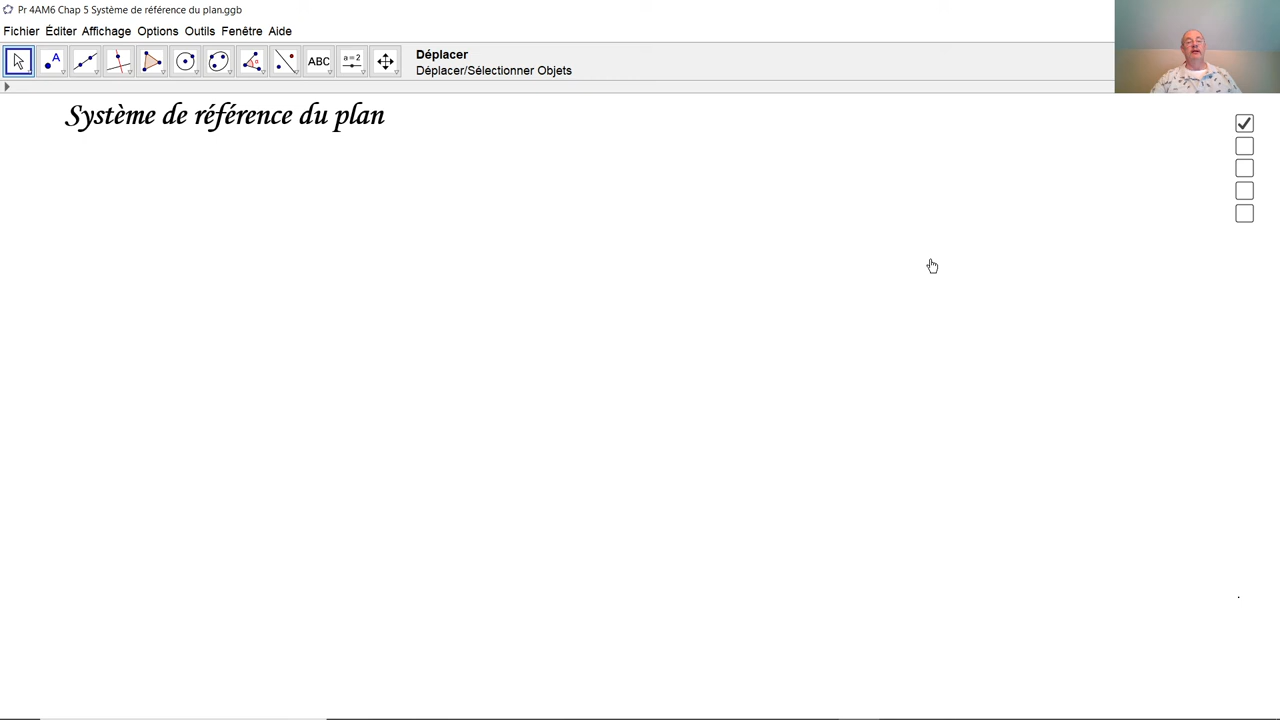 Pr 4AM6 Chap 5 Système de référence du plan.ggb
Fichier Éditer Affichage Options Outils Fenêtre Aide
A
α
ABC
a=2
Déplacer
Déplacer/Sélectionner Objets
Système de référence du plan